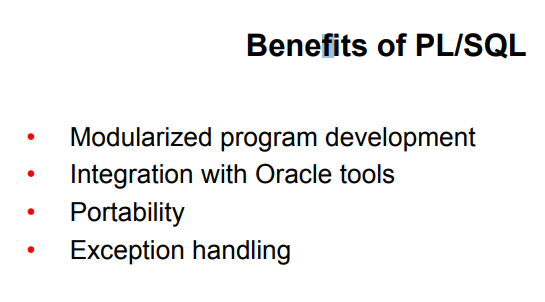 Benefits of PL/SQL
• Modularized program development
• Integration with Oracle tools
• Portability
• Exception handling